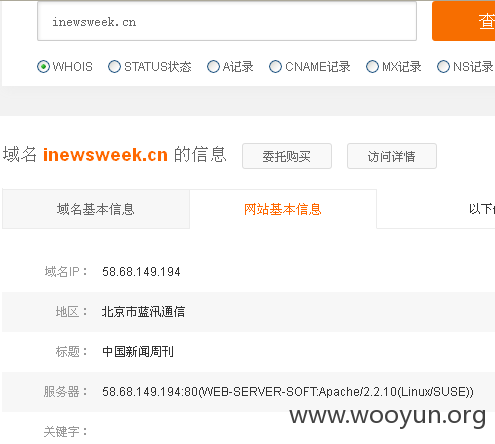 inewsweek.cn
查
WHOIS STATUS状态 A记录 CNAME记录 MX记录 NS记录
域名 inewsweek.cn 的信息 委托购买 访问详情
域名基本信息 网站基本信息 以下
域名IP： 58.68.149.194
地区： 北京市蓝汛通信
标题： 中国新闻周刊
服务器： 58.68.149.194:80(WEB-SERVER-SOFT:Apache/2.2.10(Linux/SUSE))
www.wooyun.org
关键字：